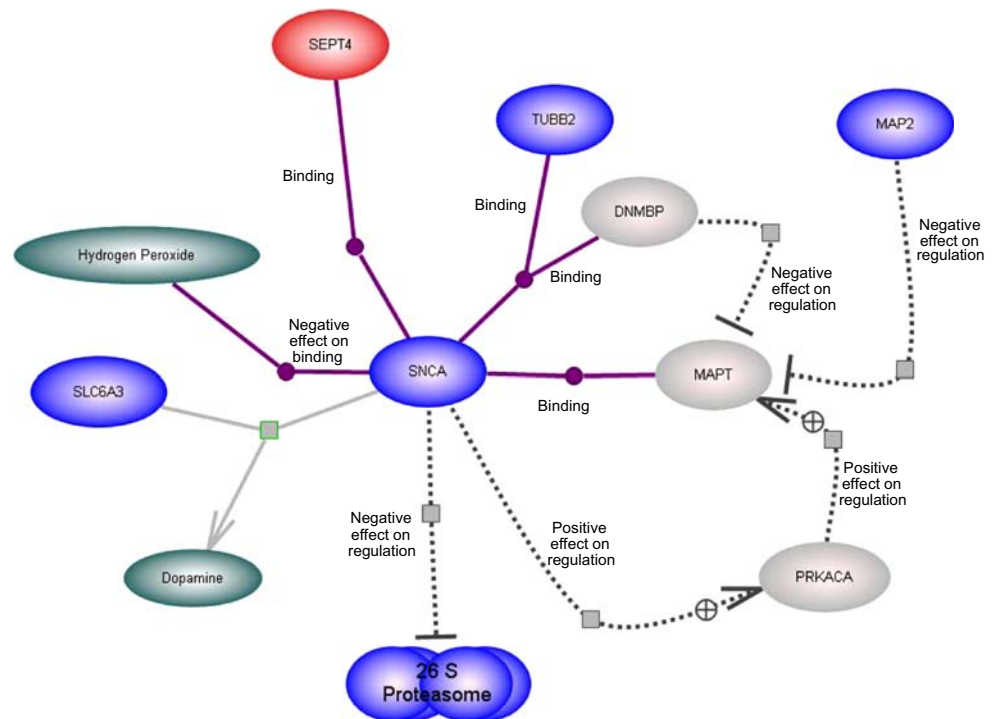 SEPT4
TUBB2
MAP2
Binding
Binding
DNMBP
Negative
effect on
regulation
Hydrogen Peroxide
Binding
Negative
effect on
regulation
Negative
effect on
binding
SNCA
MAPT
SLC6A3
Binding
Positive
effect on
regulation
Negative
effect on
regulation
Positive
effect on
regulation
Dopamine
PRKACA
26 S
Proteasome